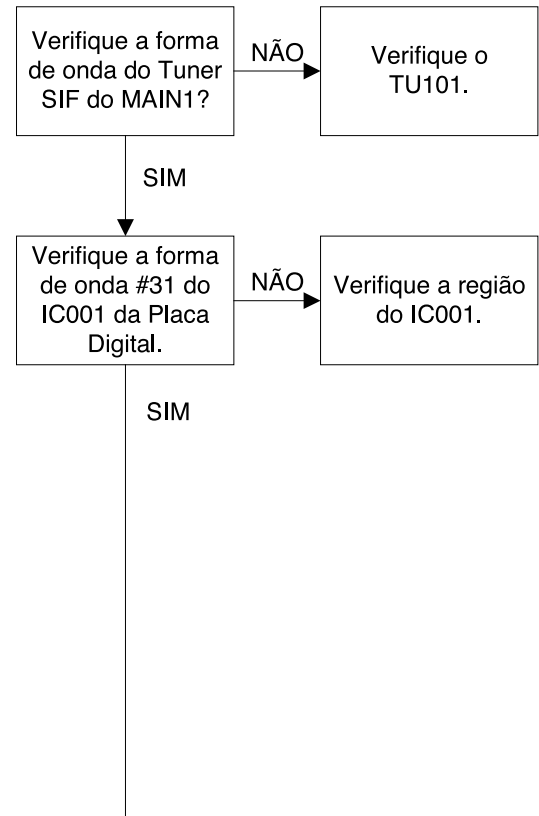 Verifique a forma
de onda do Tuner
SIF do MAIN1?
NÃO
Verifique o
TU101.
SIM
Verifique a forma
de onda #31 do
IC001 da Placa
Digital.
NÃO
Verifique a região
do IC001.
SIM